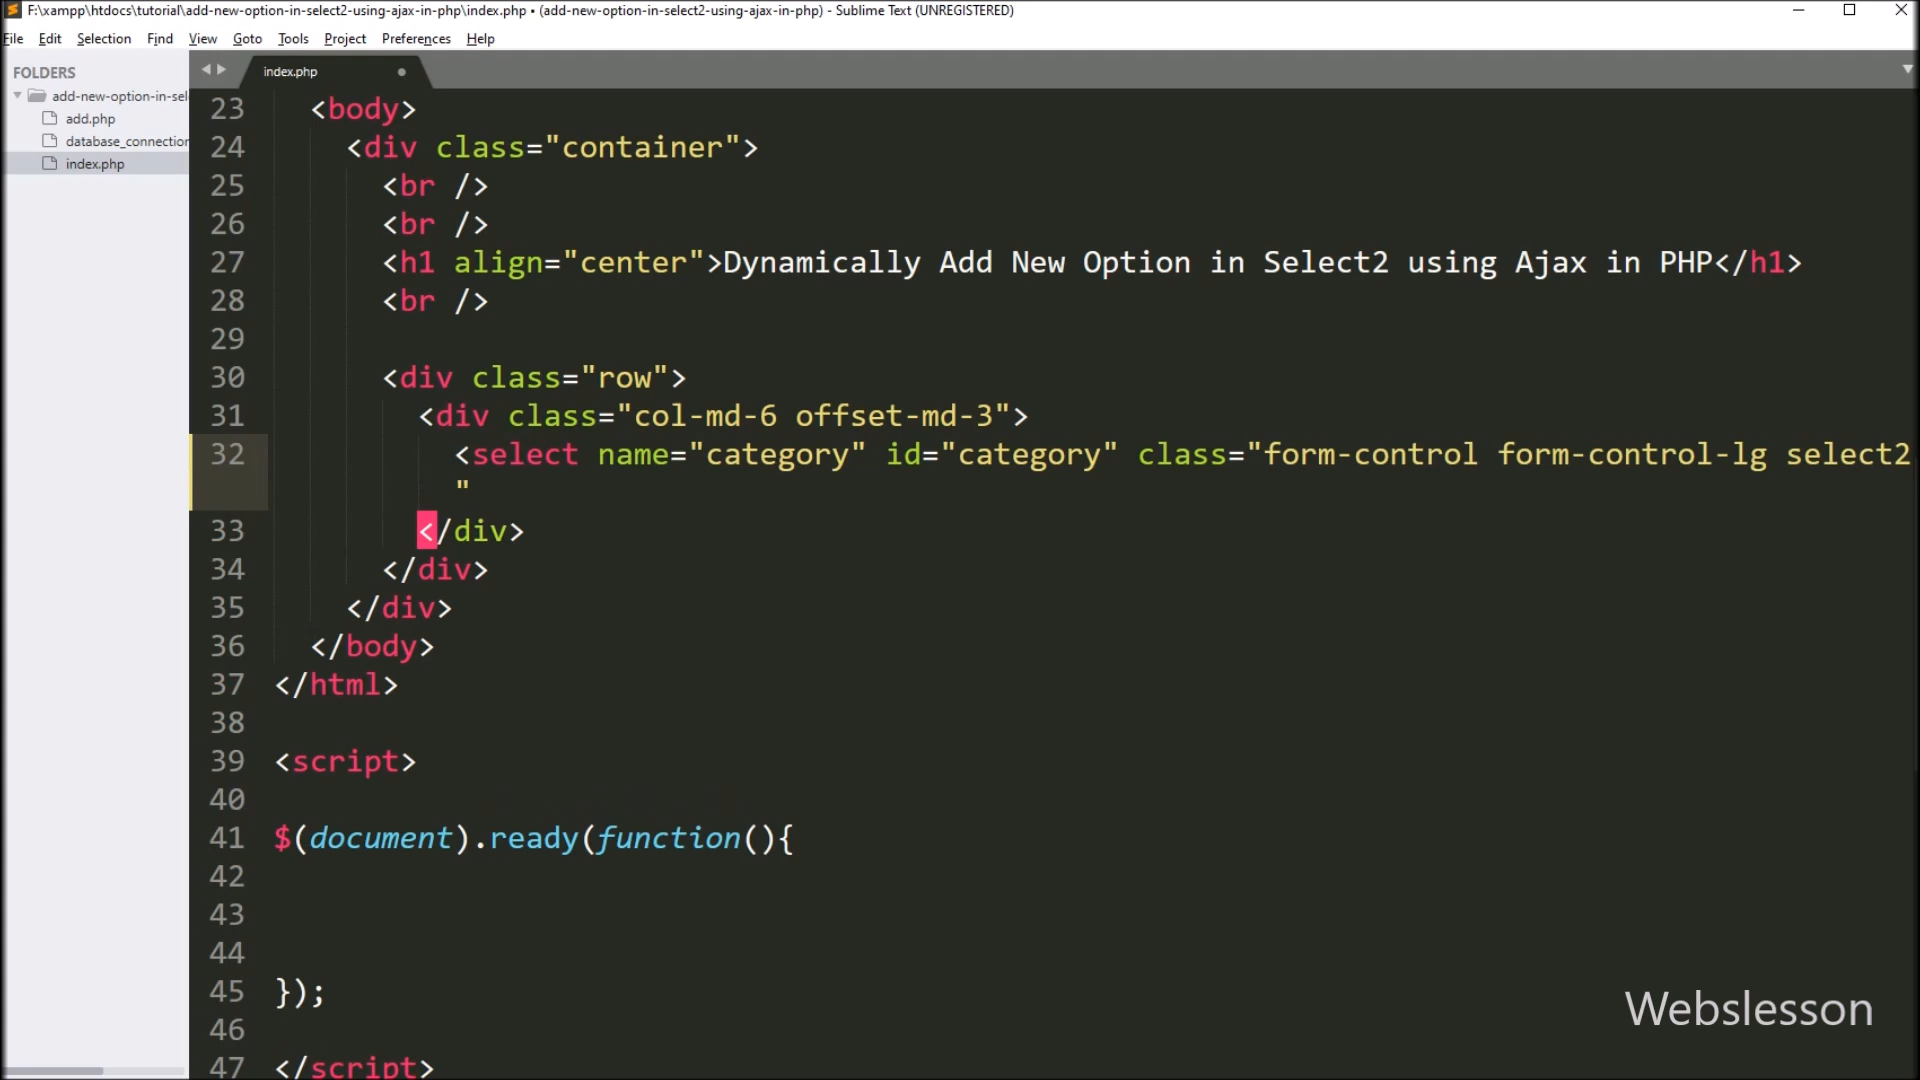 F:\xampp\htdocs\tutorial\add-new-option-in-select2-using-ajax-in-php\index.php • (add-new-option-in-select2-using-ajax-in-php) - Sublime Text (UNREGISTERED)
File Edit Selection Find View Goto Tools Project Preferences Help
FOLDERS
add-new-option-in-sel
add.php
database_connection
index.php
index.php
23 <body>
24 <div class="container">
25 <br />
26 <br />
27 <h1 align="center">Dynamically Add New Option in Select2 using Ajax in PHP</h1>
28 <br />
29
30 <div class="row">
31 <div class="col-md-6 offset-md-3">
32 <select name="category" id="category" class="form-control form-control-lg select2
"
33 </div>
34 </div>
35 </div>
36 </body>
37 </html>
38
39 <script>
40
41 $(document).ready(function(){
42
43
44
45 });
46
47 </script>
Webslesson